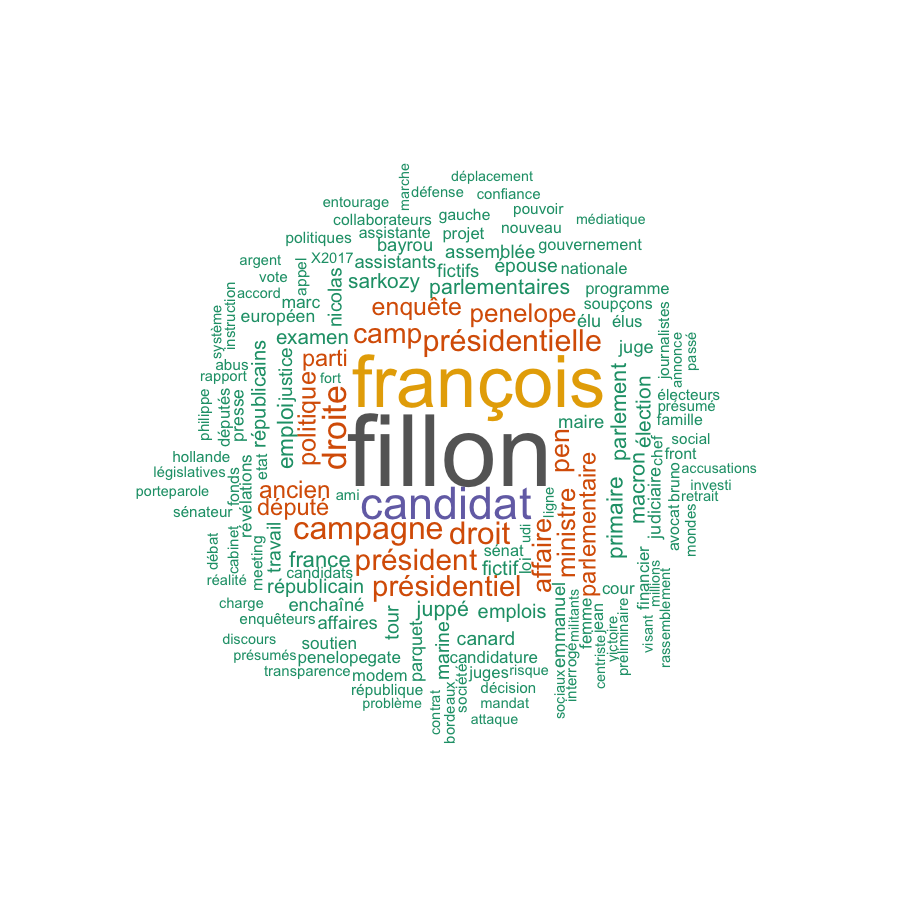 marche
déplacement
défense
confiance
entourage
pouvoir
collaborateurs
gauche
médiatique
assistante
projet
nouveau
politiques
bayrou
assemblée
gouvernement
argent
X2017
assistants
fictifs
épouse
nationale
vote
appel
nicolas
sarkozy
parlementaires
programme
accord
marc
enquête
penelope
soupçons
système
instruction
européen
camp
présidentielle
élu
élus
journalistes
examen
juge
annonce
passé
abus
républicains
justice
parti
françois
rapport
politique
fort
droite
philippe
députés
presse
emploi
parlement
élection
électeurs
présumé
famille
fillon
maire
pen
hollande
etat
macron
chef
social
front
législatives
fonds
révélations
judiciaire
bruno
accusations
porteparole
ancien
ami
candidat
ligne
ministre
parlementaire
primaire
investi
retrait
sénateur
député
avocat
mondes
débat
cabinet
travail
campagne
droit
udi
affaire
meeting
france
président
sénat
loi
réalité
candidats
fictif
financier
millions
républicain
présidentiel
cour
charge
enchaîné
juppé
emplois
emmanuel
militants
femme
jean
préliminaire
visant
rassemblement
enquêteurs
affaires
tour
discours
soutien
parquet
marine
canard
victoire
présumés
penelopegate
candidature
interrogé
centriste
transparence
modem
société
juges
risque
sociaux
république
décision
problème
contrat
bordeaux
mandat
attaque